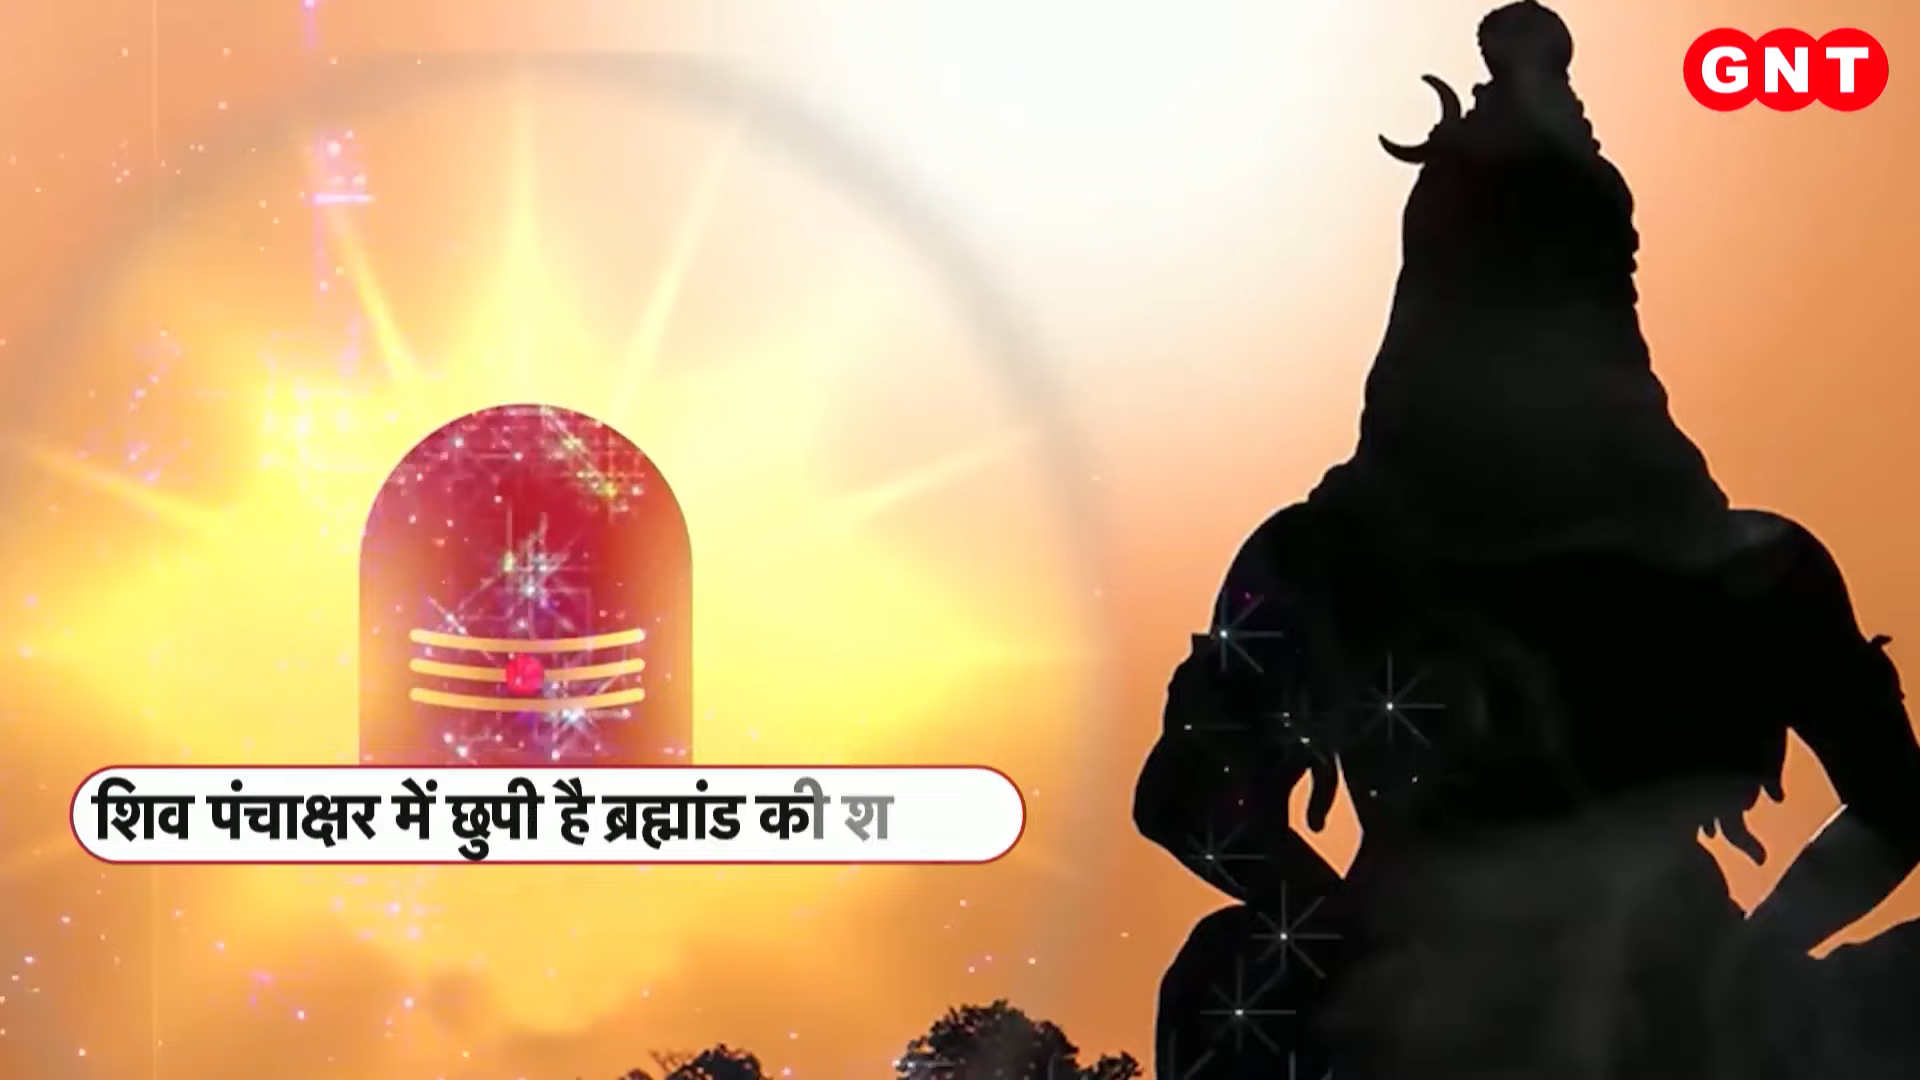 GNT
शिव पंचाक्षर में छुपी है ब्रह्मांड की श